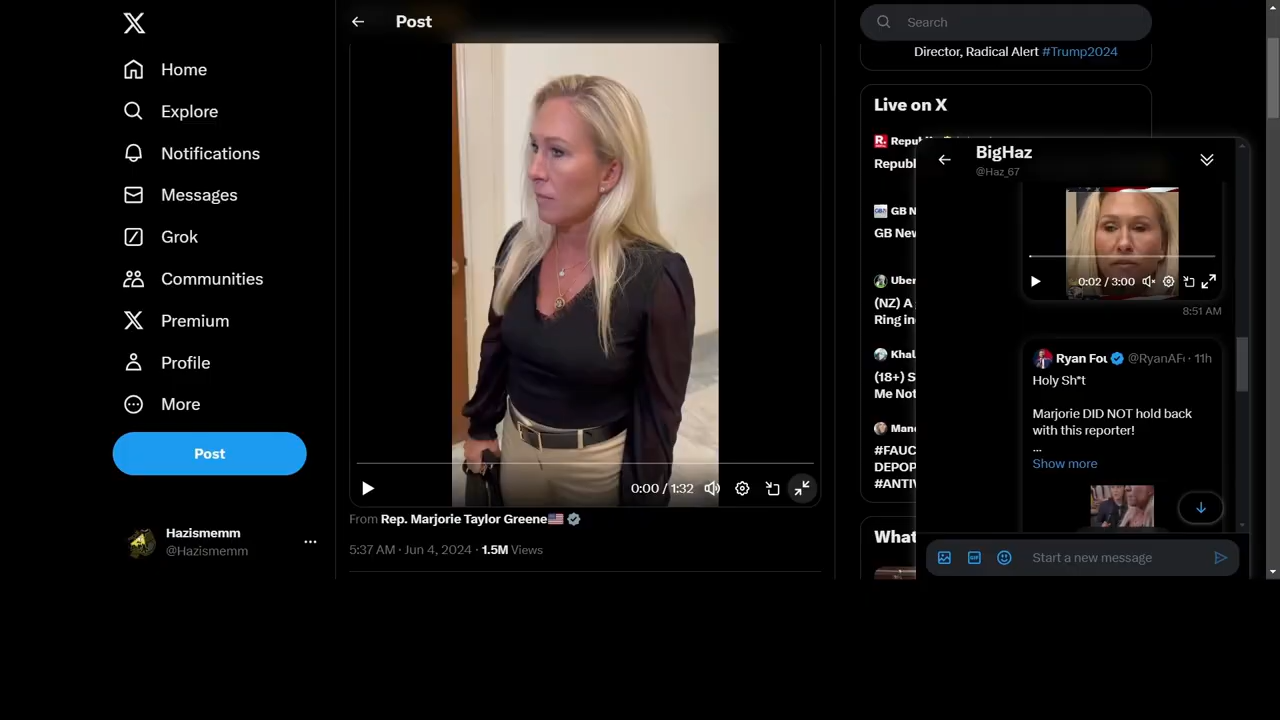 Home
Explore
Notifications
Messages
Grok
Communities
Premium
Profile
More
Post
Hazismemm
@Hazismemm
Post
0:00 / 1:32
From Rep. Marjorie Taylor Greene🇺🇸
5:37 AM · Jun 4, 2024 · 1.5M Views
Search
Director, Radical Alert #Trump2024
Live on X
Republ
GB N
GB New
Uber
(NZ) A
Ring in
Khal
(18+) S
Me Not
#FAUC
DEPOP
#ANTIV
What
BigHaz
@Haz_67
0:02 / 3:00
8:51 AM
Ryan Fou @RyanAF · 11h
Holy Sh*t
Marjorie DID NOT hold back
with this reporter!
...
Show more
GIF
Start a new message